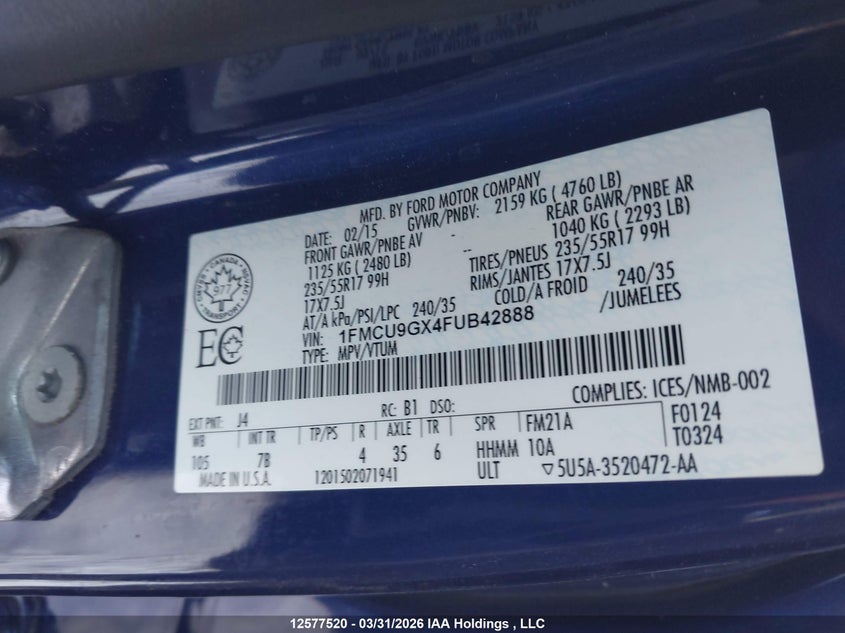 MFD. BY FORD MOTOR COMPANY
DATE: 02/15 GVWR/PNBV: 2159 KG ( 4760 LB)
FRONT GAWR/PNBE AV -- REAR GAWR/PNBE AR
1125 KG ( 2480 LB) -- 1040 KG ( 2293 LB)
235/55R17 99H TIRES/PNEUS 235/55R17 99H
17X7.5J RIMS/JANTES 17X7.5J
AT/A kPa/PSI/LPC 240/35 COLD/A FROID 240/35
VIN: 1FMCU9GX4FUB42888 /JUMELEES
TYPE: MPV/VTUM
CANADA
TRANSPORT
977
EC
COMPLIES: ICES/NMB-002
EXT PNT: J4 RC: B1 DSO: F0124
WB INT TR TP/PS R AXLE TR SPR FM21A T0324
105 7B 4 35 6 HHMM 10A
MADE IN U.S.A. 1201502071941 ULT ▽5U5A-3520472-AA
12577520 - 03/31/2026 IAA Holdings , LLC